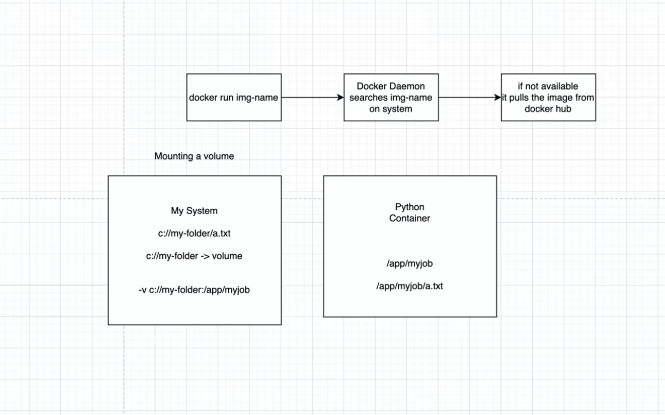 docker run img-name
Docker Daemon
searches img-name
on system
if not available
it pulls the image from
docker hub
Mounting a volume
My System
c://my-folder/a.txt
c://my-folder -> volume
-v c://my-folder:/app/myjob
Python
Container
/app/myjob
/app/myjob/a.txt